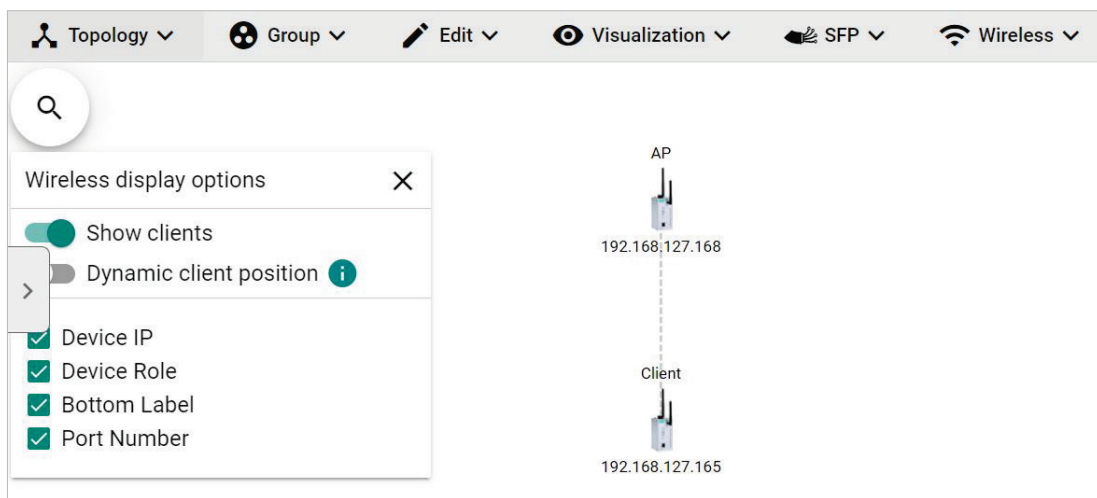 Topology Group Edit Visualization SFP Wireless
Wireless display options
Show clients
Dynamic client position i
Device IP
Device Role
Bottom Label
Port Number
AP
192.168.127.168
Client
192.168.127.165